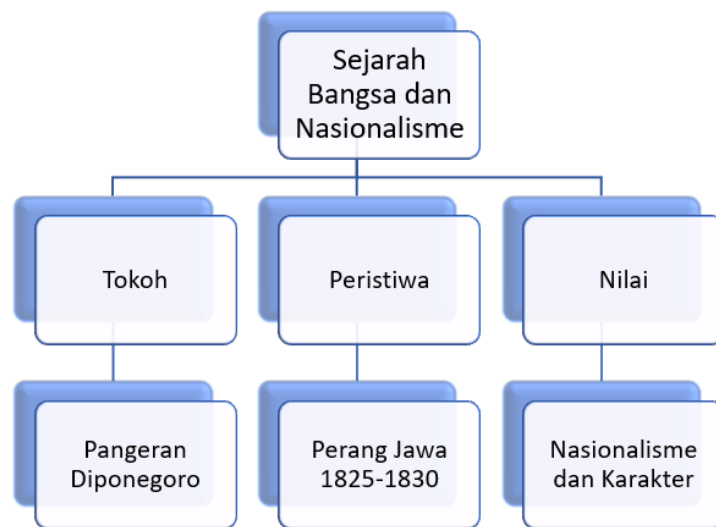 Sejarah
Bangsa dan
Nasionalisme
Tokoh
Peristiwa
Nilai
Pangeran
Diponegoro
Perang Jawa
1825-1830
Nasionalisme
dan Karakter